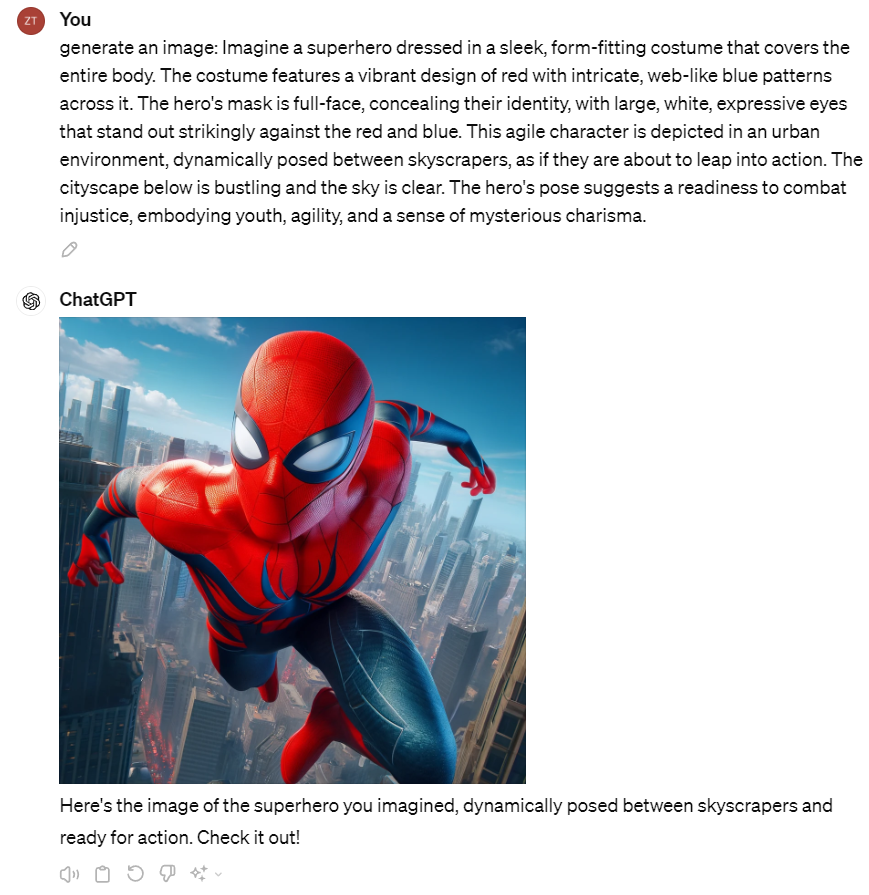 ZT
You
generate an image: Imagine a superhero dressed in a sleek, form-fitting costume that covers the
entire body. The costume features a vibrant design of red with intricate, web-like blue patterns
across it. The hero's mask is full-face, concealing their identity, with large, white, expressive eyes
that stand out strikingly against the red and blue. This agile character is depicted in an urban
environment, dynamically posed between skyscrapers, as if they are about to leap into action. The
cityscape below is bustling and the sky is clear. The hero's pose suggests a readiness to combat
injustice, embodying youth, agility, and a sense of mysterious charisma.
ChatGPT
Here's the image of the superhero you imagined, dynamically posed between skyscrapers and
ready for action. Check it out!